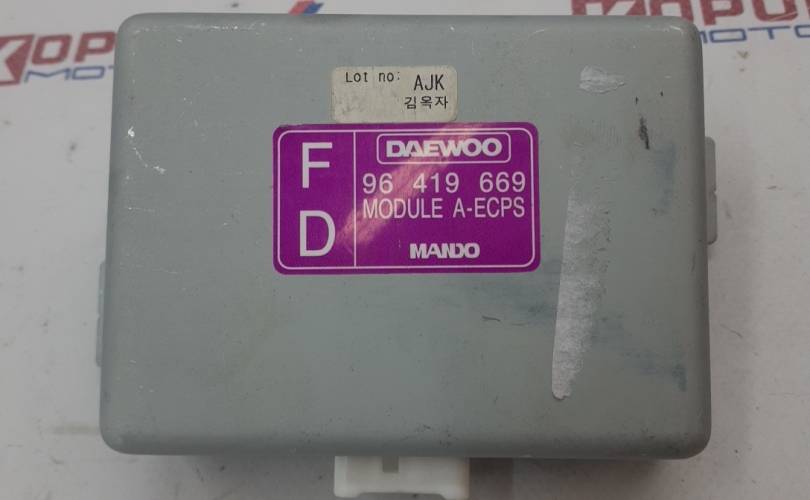 Lot no: AJK
김옥자
F D
DAEWOO
96 419 669
MODULE A-ECPS
MANDO